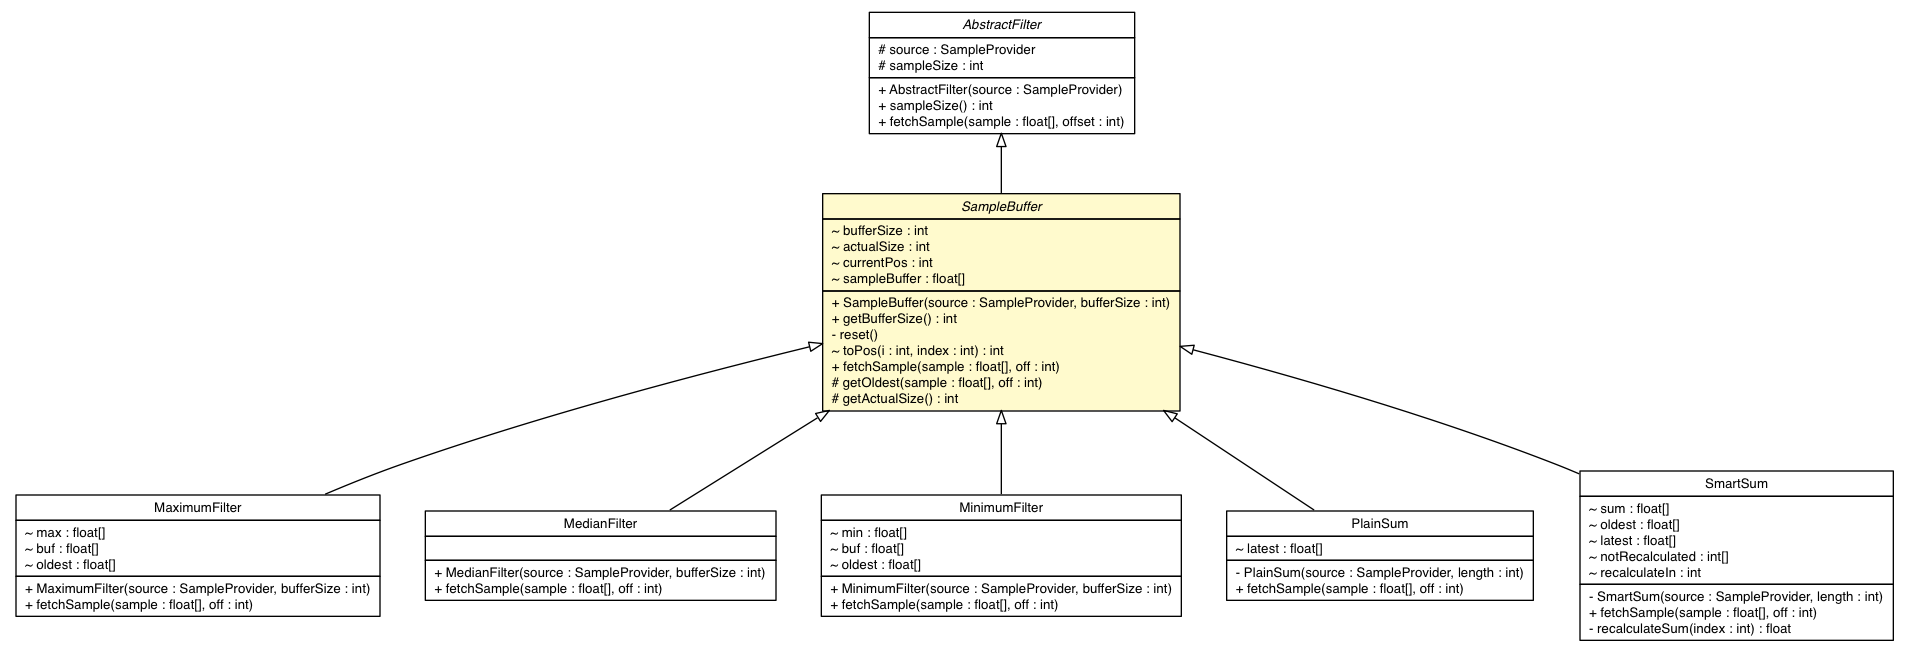 AbstractFilter
# source : SampleProvider
# sampleSize : int
+ AbstractFilter(source : SampleProvider)
+ sampleSize() : int
+ fetchSample(sample : float[], offset : int)
SampleBuffer
~ bufferSize : int
~ actualSize : int
~ currentPos : int
~ sampleBuffer : float[]
+ SampleBuffer(source : SampleProvider, bufferSize : int)
+ getBufferSize() : int
- reset()
~ toPos(i : int, index : int) : int
+ fetchSample(sample : float[], off : int)
# getOldest(sample : float[], off : int)
# getActualSize() : int
MaximumFilter
~ max : float[]
~ buf : float[]
~ oldest : float[]
+ MaximumFilter(source : SampleProvider, bufferSize : int)
+ fetchSample(sample : float[], off : int)
MedianFilter
+ MedianFilter(source : SampleProvider, bufferSize : int)
+ fetchSample(sample : float[], off : int)
MinimumFilter
~ min : float[]
~ buf : float[]
~ oldest : float[]
+ MinimumFilter(source : SampleProvider, bufferSize : int)
+ fetchSample(sample : float[], off : int)
PlainSum
~ latest : float[]
- PlainSum(source : SampleProvider, length : int)
+ fetchSample(sample : float[], off : int)
SmartSum
~ sum : float[]
~ oldest : float[]
~ latest : float[]
~ notRecalculated : int[]
~ recalculateIn : int
- SmartSum(source : SampleProvider, length : int)
+ fetchSample(sample : float[], off : int)
- recalculateSum(index : int) : float